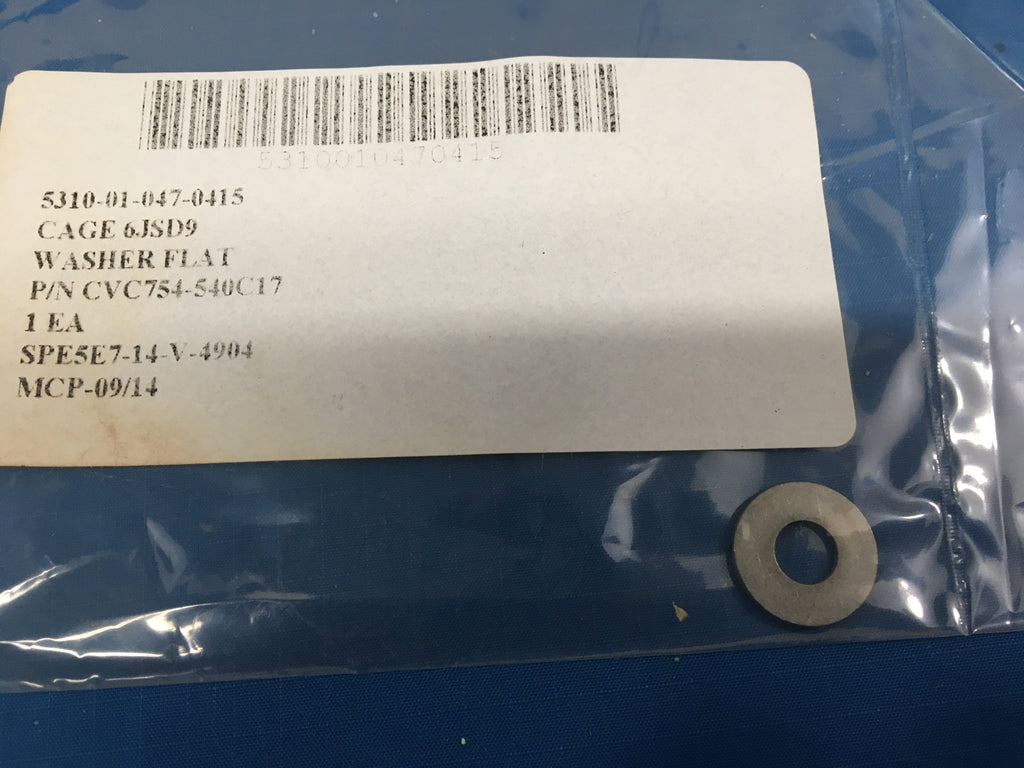 5310010470415
5310-01-047-0415
CAGE 6JSD9
WASHER FLAT
P/N CVC754-540C17
1 EA
SPE5E7-14-V-4904
MCP-09/14